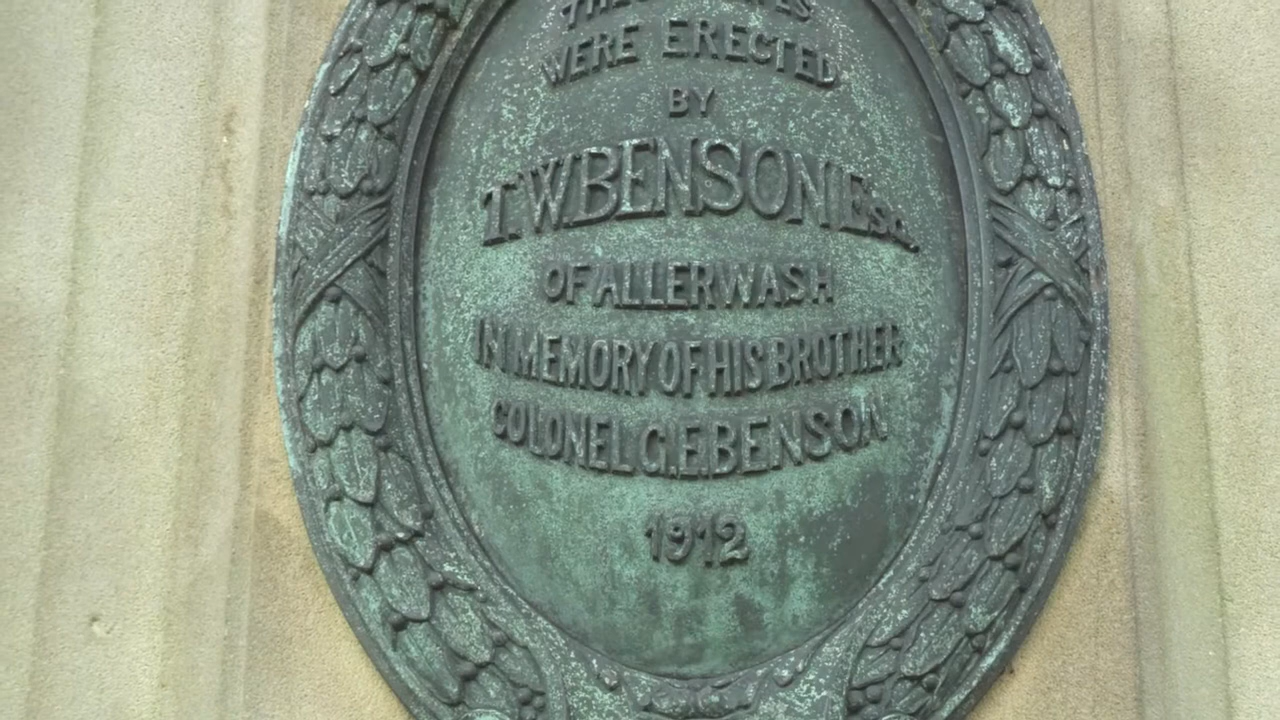 WERE ERECTED
BY
T.W.BENSON ESQ.
OF ALLERWASH
IN MEMORY OF HIS BROTHER
COLONEL G.E.BENSON
1912